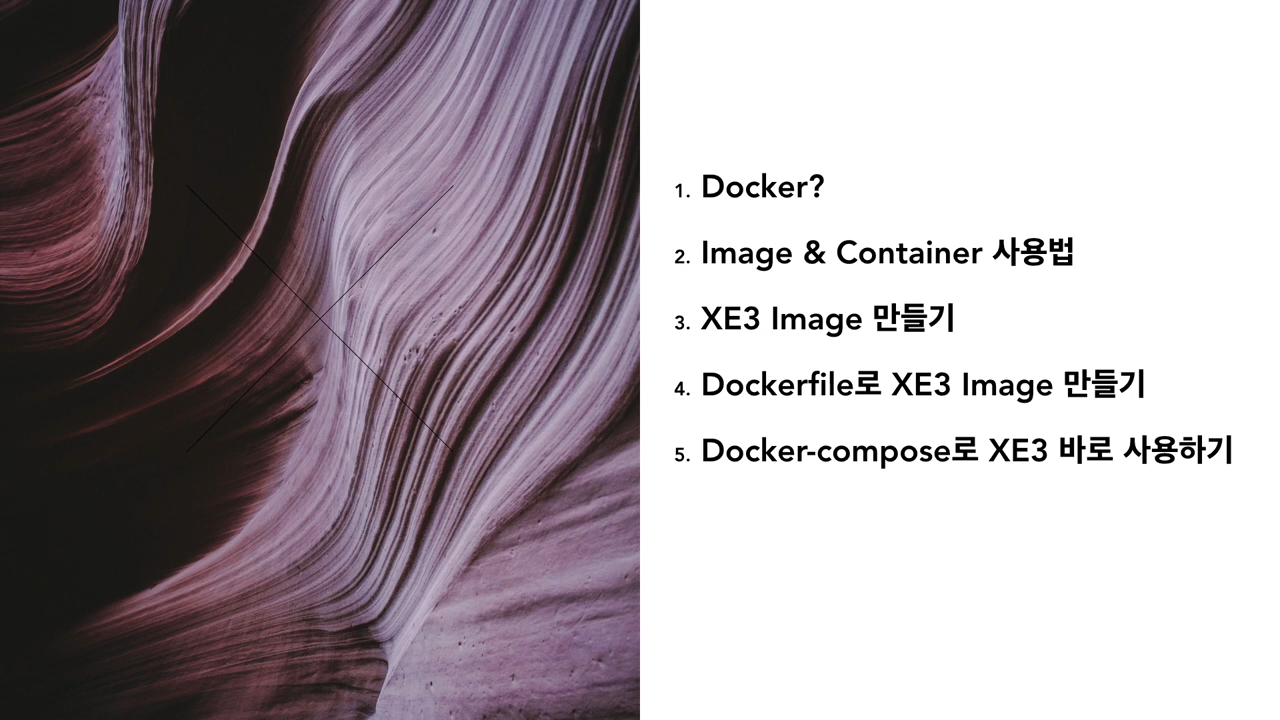 1. Docker?
2. Image & Container 사용법
3. XE3 Image 만들기
4. Dockerfile로 XE3 Image 만들기
5. Docker-compose로 XE3 바로 사용하기